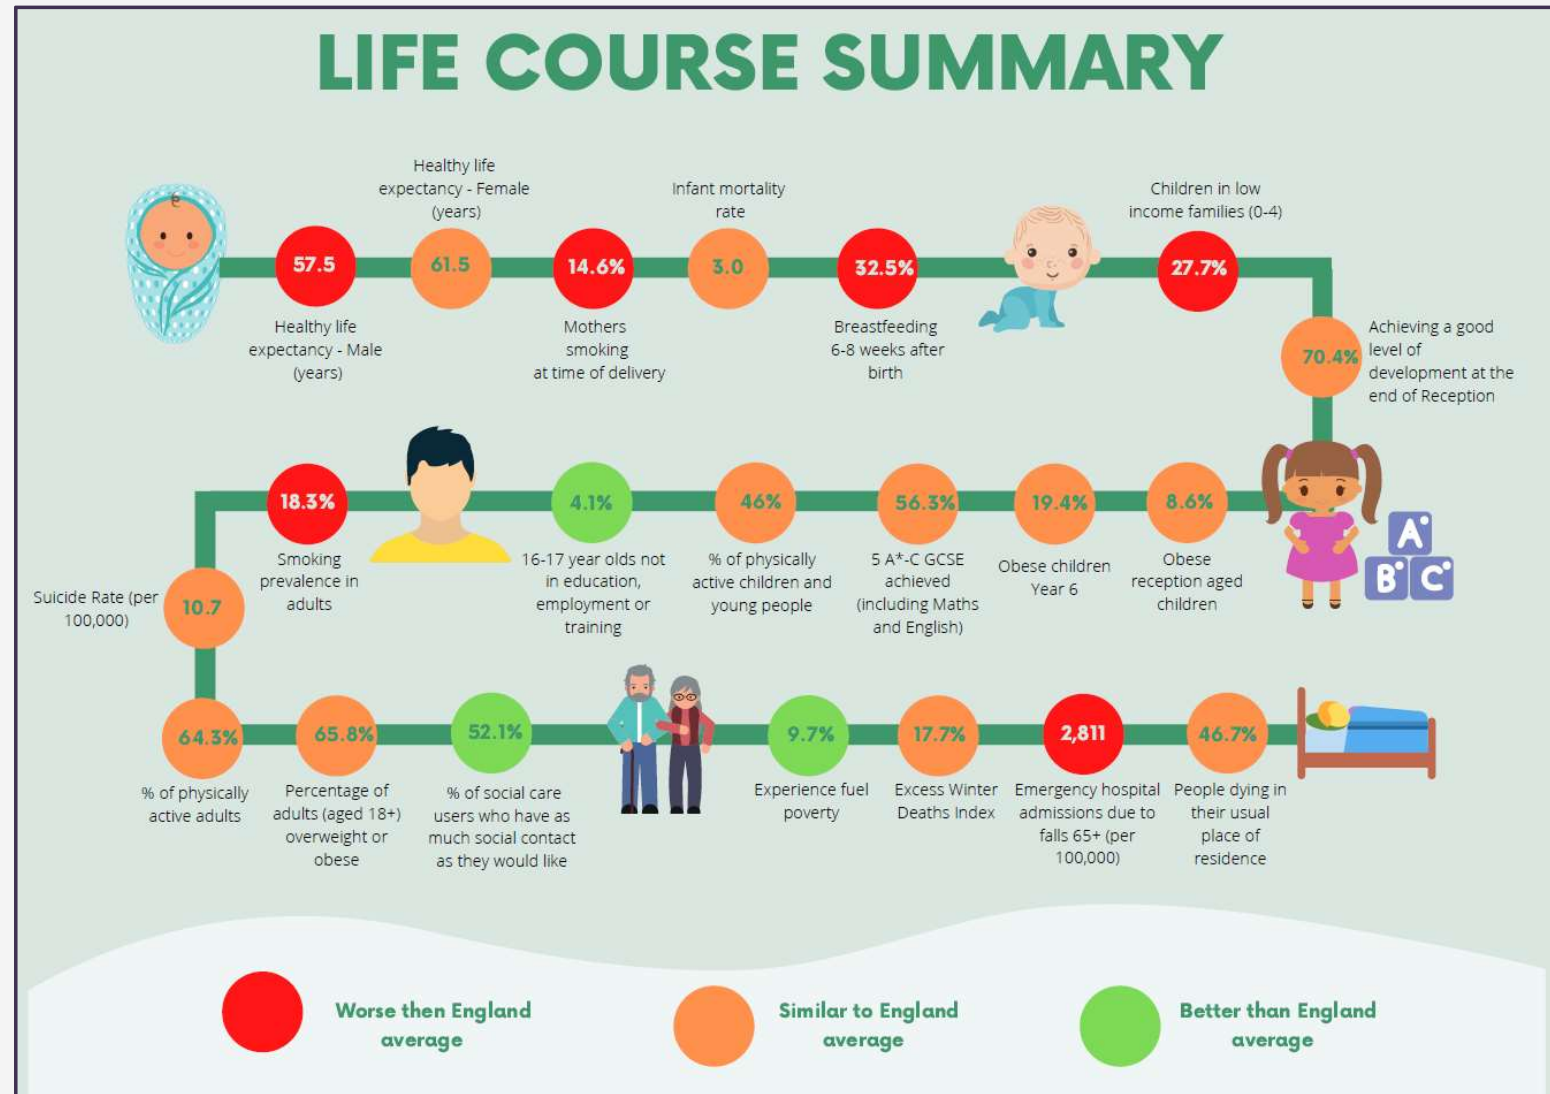 LIFE COURSE SUMMARY
57.5
Healthy life
expectancy - Male
(years)
Healthy life
expectancy - Female
(years)
61.5
14.6%
Mothers
smoking
at time of delivery
Infant mortality
rate
3.0
32.5%
Breastfeeding
6-8 weeks after
birth
Children in low
income families (0-4)
27.7%
70.4%
Achieving a good
level of
development at the
end of Reception
A
B
C
8.6%
Obese
reception aged
children
19.4%
Obese children
Year 6
56.3%
5 A*-C GCSE
achieved
(including Maths
and English)
46%
% of physically
active children and
young people
4.1%
16-17 year olds not
in education,
employment or
training
18.3%
Smoking
prevalence in
adults
Suicide Rate (per
100,000)
10.7
64.3%
% of physically
active adults
65.8%
Percentage of
adults (aged 18+)
overweight or
obese
52.1%
% of social care
users who have as
much social contact
as they would like
9.7%
Experience fuel
poverty
17.7%
Excess Winter
Deaths Index
2,811
Emergency hospital
admissions due to
falls 65+ (per
100,000)
46.7%
People dying in
their usual
place of
residence
Worse then England
average
Similar to England
average
Better than England
average